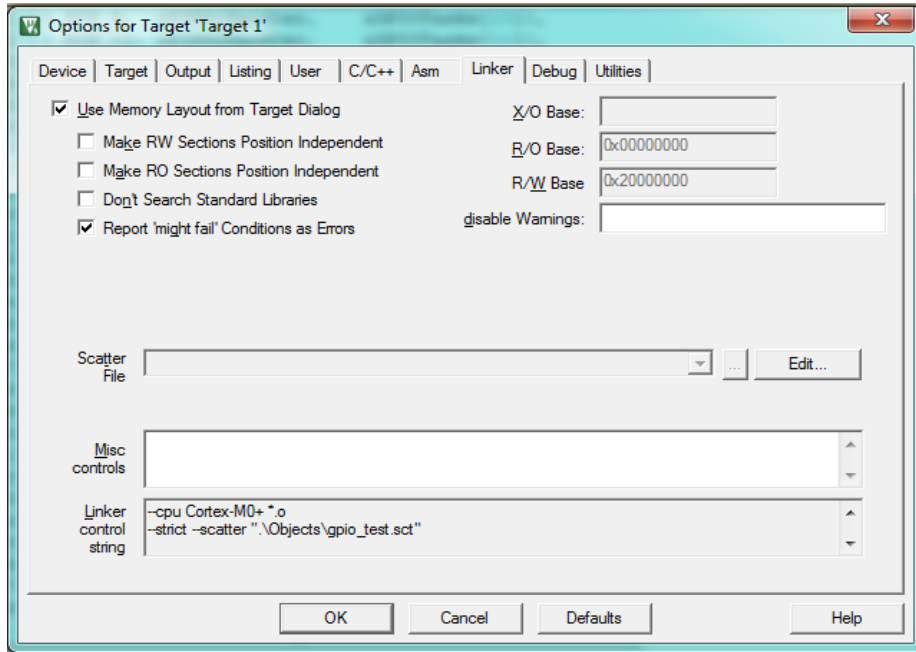 Options for Target 'Target 1'
Device Target Output Listing User C/C++ Asm Linker Debug Utilities
Use Memory Layout from Target Dialog
Make RW Sections Position Independent
Make RO Sections Position Independent
Don't Search Standard Libraries
Report 'might fail' Conditions as Errors
X/O Base:
R/O Base: 0x00000000
R/W Base 0x20000000
disable Warnings:
Scatter
File
...
Edit...
Misc
controls
Linker
control
string
--cpu Cortex-M0+ *.o
--strict --scatter ".\Objects\gpio_test.sct"
OK Cancel Defaults Help